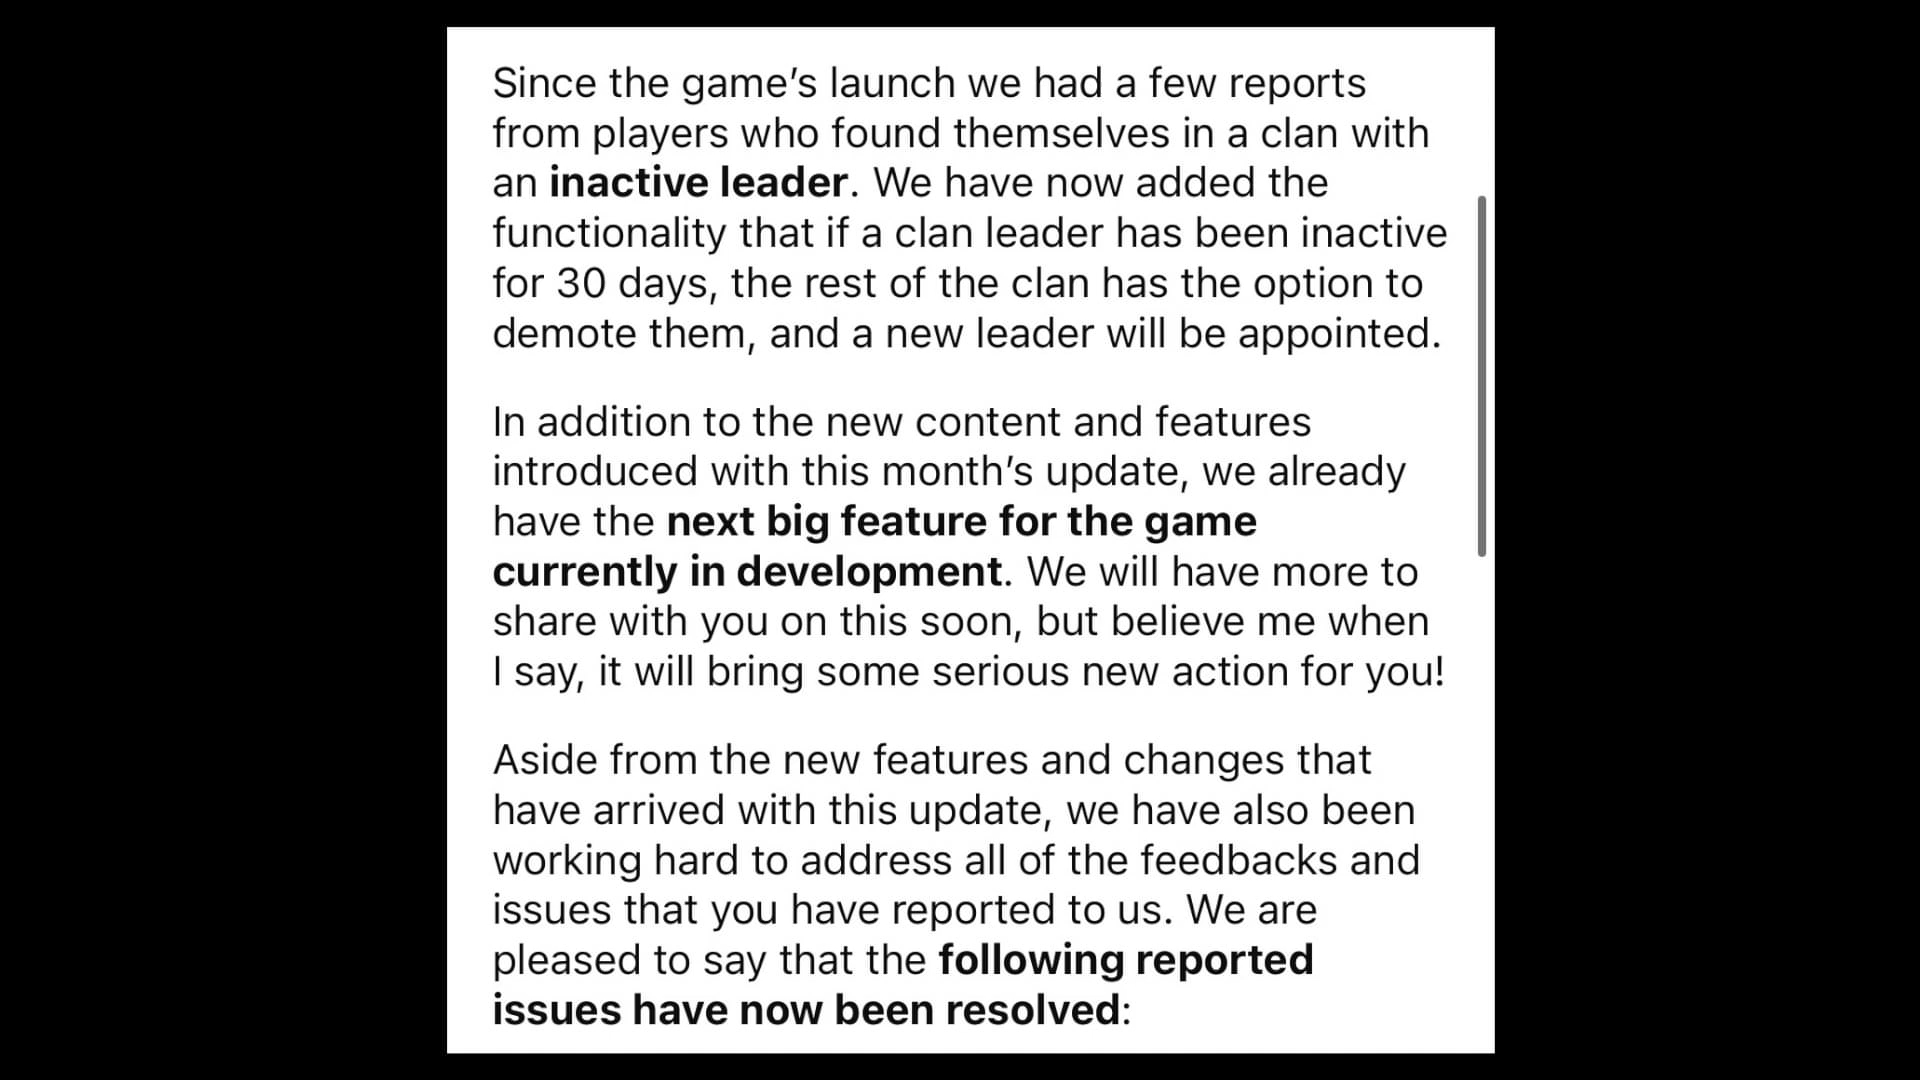 Since the game’s launch we had a few reports
from players who found themselves in a clan with
an inactive leader. We have now added the
functionality that if a clan leader has been inactive
for 30 days, the rest of the clan has the option to
demote them, and a new leader will be appointed.
In addition to the new content and features
introduced with this month’s update, we already
have the next big feature for the game
currently in development. We will have more to
share with you on this soon, but believe me when
I say, it will bring some serious new action for you!
Aside from the new features and changes that
have arrived with this update, we have also been
working hard to address all of the feedbacks and
issues that you have reported to us. We are
pleased to say that the following reported
issues have now been resolved: